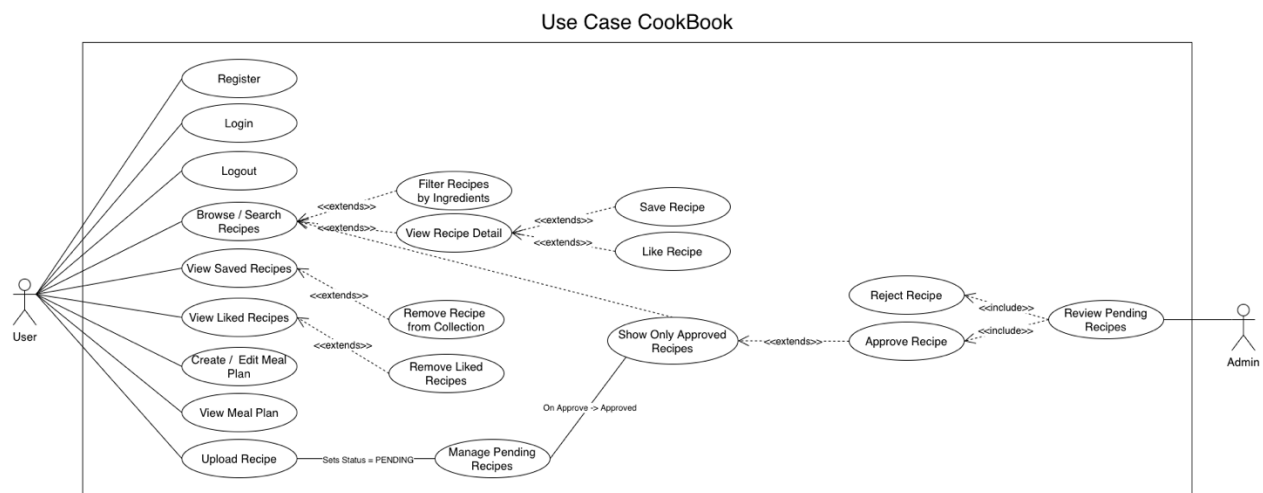 Use Case CookBook
Register
Login
Logout
Browse / Search
Recipes
View Saved Recipes
View Liked Recipes
Create / Edit Meal
Plan
View Meal Plan
Upload Recipe
User
Filter Recipes
by Ingredients
<<extends>>
<<extends>>
View Recipe Detail
<<extends>>
<<extends>>
Save Recipe
Like Recipe
<<extends>>
Remove Recipe
from Collection
<<extends>>
Remove Liked
Recipes
Sets Status = PENDING
Manage Pending
Recipes
On Approve -> Approved
Show Only Approved
Recipes
<<extends>>
Reject Recipe
Approve Recipe
<<include>>
<<include>>
Review Pending
Recipes
Admin